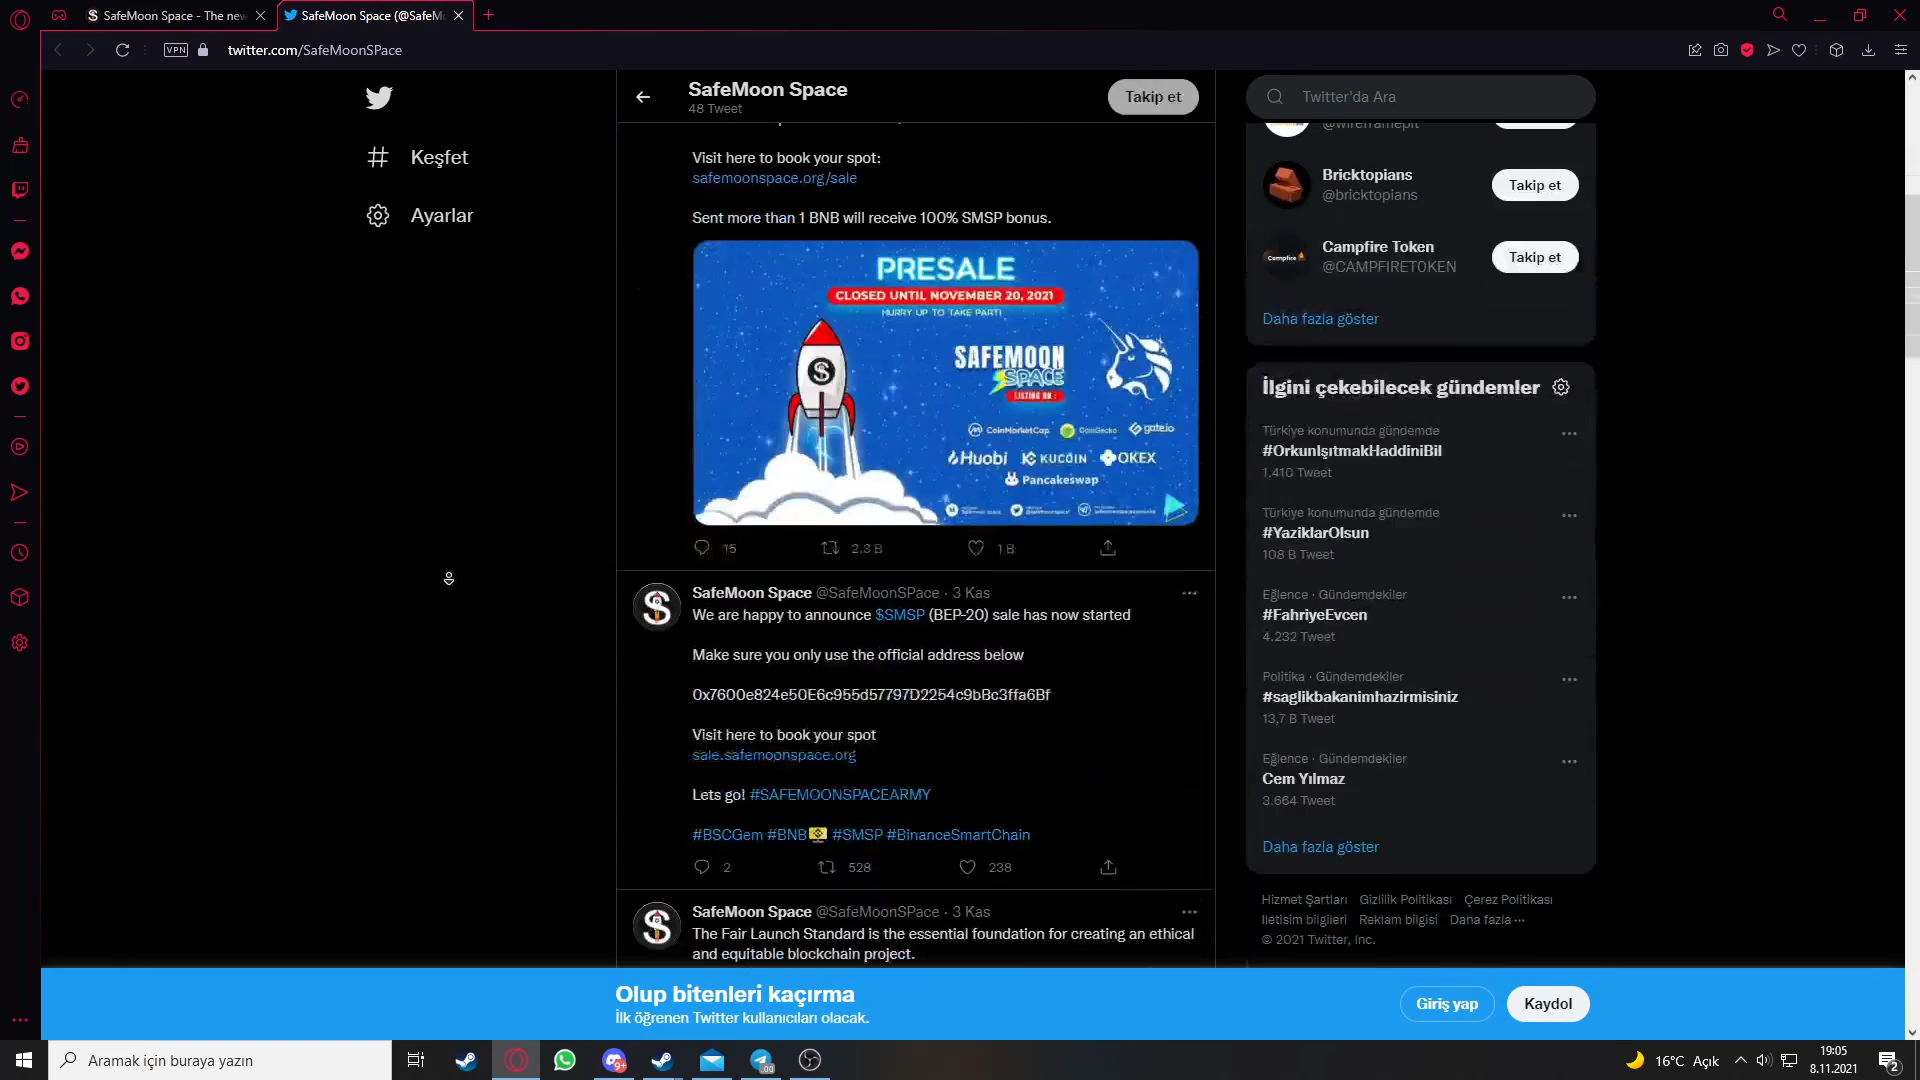 SafeMoon Space - The new
SafeMoon Space (@SafeMo
VPN
twitter.com/SafeMoonSPace
Keşfet
Ayarlar
SafeMoon Space
48 Tweet
Takip et
Visit here to book your spot:
safemoonspace.org/sale
Sent more than 1 BNB will receive 100% SMSP bonus.
PRESALE
CLOSED UNTIL NOVEMBER 20, 2021
HURRY UP TO TAKE PART!
SAFEMOON
SPACE
LISTING ON :
CoinMarketCap
CoinGecko
gate.io
Huobi
KUCOIN
OKEX
Pancakeswap
15
2.3 B
1 B
SafeMoon Space @SafeMoonSPace · 3 Kas
We are happy to announce $SMSP (BEP-20) sale has now started
Make sure you only use the official address below
0x7600e824e50E6c955d57797D2254c9bBc3ffa6Bf
Visit here to book your spot
sale.safemoonspace.org
Lets go! #SAFEMOONSPACEARMY
#BSCGem #BNB #SMSP #BinanceSmartChain
2
528
238
SafeMoon Space @SafeMoonSPace · 3 Kas
The Fair Launch Standard is the essential foundation for creating an ethical
and equitable blockchain project.
Twitter'da Ara
@wireframepit
Bricktopians
@bricktopians
Takip et
Campfire
Campfire Token
@CAMPFIRETOKEN
Takip et
Daha fazla göster
İlgini çekebilecek gündemler
Türkiye konumunda gündemde
#OrkunIşıtmakHaddiniBil
1.410 Tweet
Türkiye konumunda gündemde
#YaziklarOlsun
108 B Tweet
Eğlence · Gündemdekiler
#FahriyeEvcen
4.232 Tweet
Politika · Gündemdekiler
#saglikbakanimhazirmisiniz
13,7 B Tweet
Eğlence · Gündemdekiler
Cem Yılmaz
3.664 Tweet
Daha fazla göster
Hizmet Şartları Gizlilik Politikası Çerez Politikası
İletişim bilgileri Reklam bilgisi Daha fazla ···
© 2021 Twitter, Inc.
Olup bitenleri kaçırma
İlk öğrenen Twitter kullanıcıları olacak.
Giriş yap
Kaydol
Aramak için buraya yazın
9+
.00
16°C Açık
19:05
8.11.2021
2